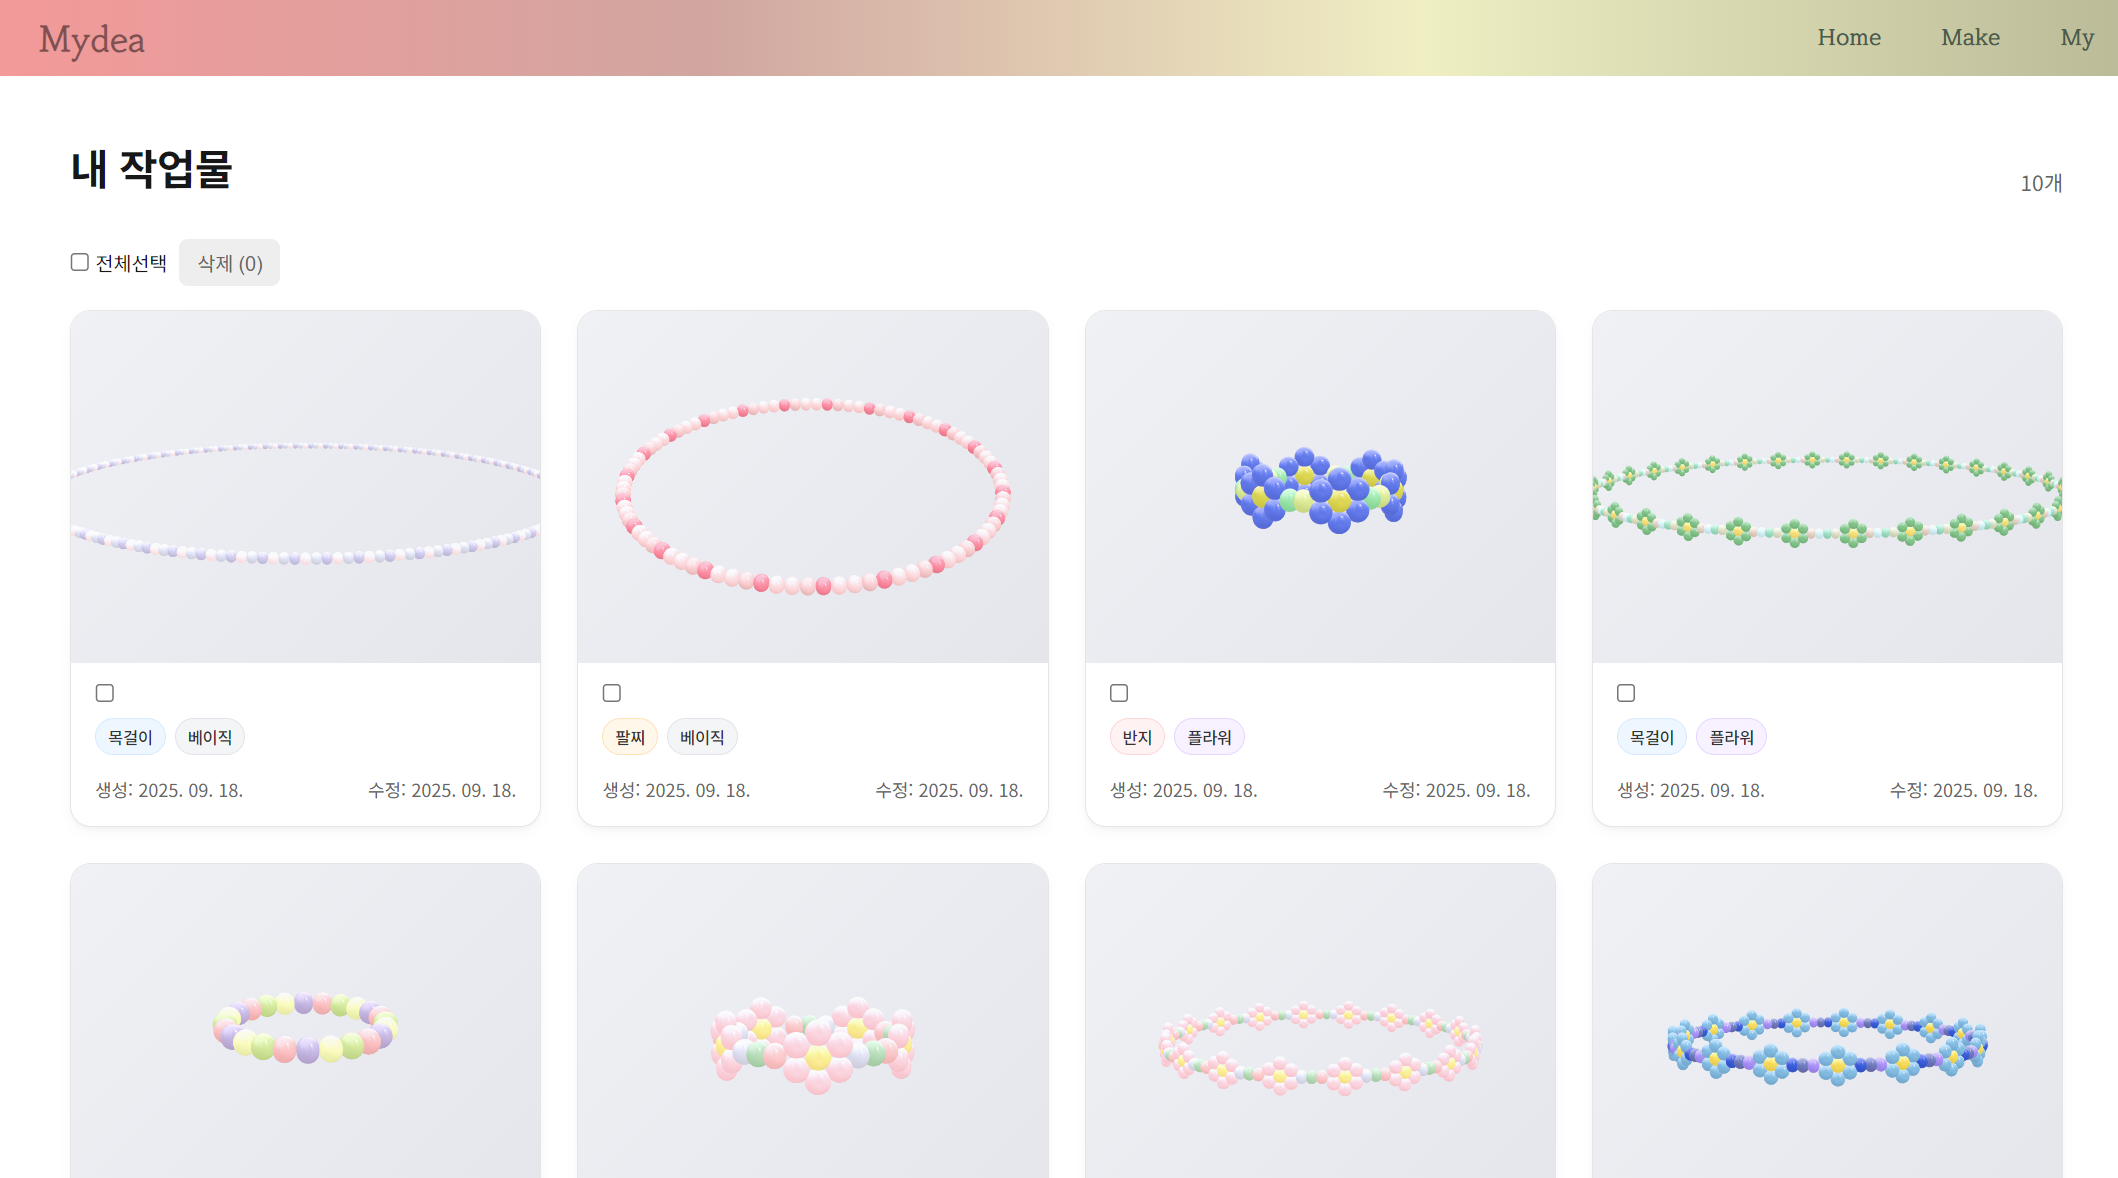 Mydea
Home Make My
내 작업물
10개
전체선택 삭제 (0)
목걸이 베이직
생성: 2025. 09. 18. 수정: 2025. 09. 18.
팔찌 베이직
생성: 2025. 09. 18. 수정: 2025. 09. 18.
반지 플라워
생성: 2025. 09. 18. 수정: 2025. 09. 18.
목걸이 플라워
생성: 2025. 09. 18. 수정: 2025. 09. 18.